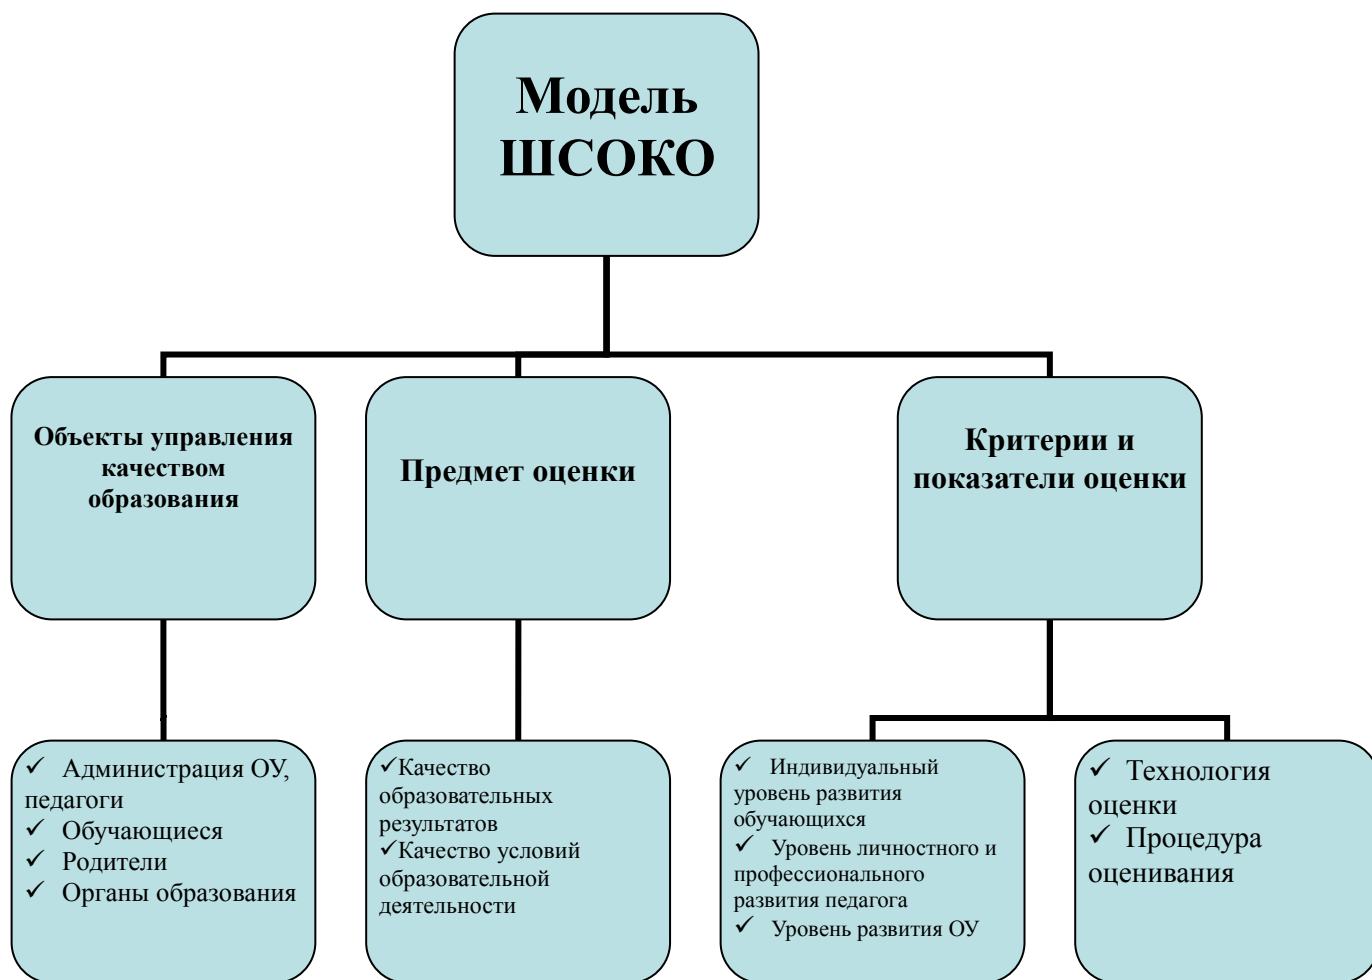 Модель
ШСОКО
Объекты управления
качеством
образования
Предмет оценки
Критерии и
показатели оценки
✓ Администрация ОУ,
педагоги
✓ Обучающиеся
✓ Родители
✓ Органы образования
✓Качество
образовательных
результатов
✓Качество условий
образовательной
деятельности
✓ Индивидуальный
уровень развития
обучающихся
✓ Уровень личностного и
профессионального
развития педагога
✓ Уровень развития ОУ
✓ Технология
оценки
✓ Процедура
оценивания